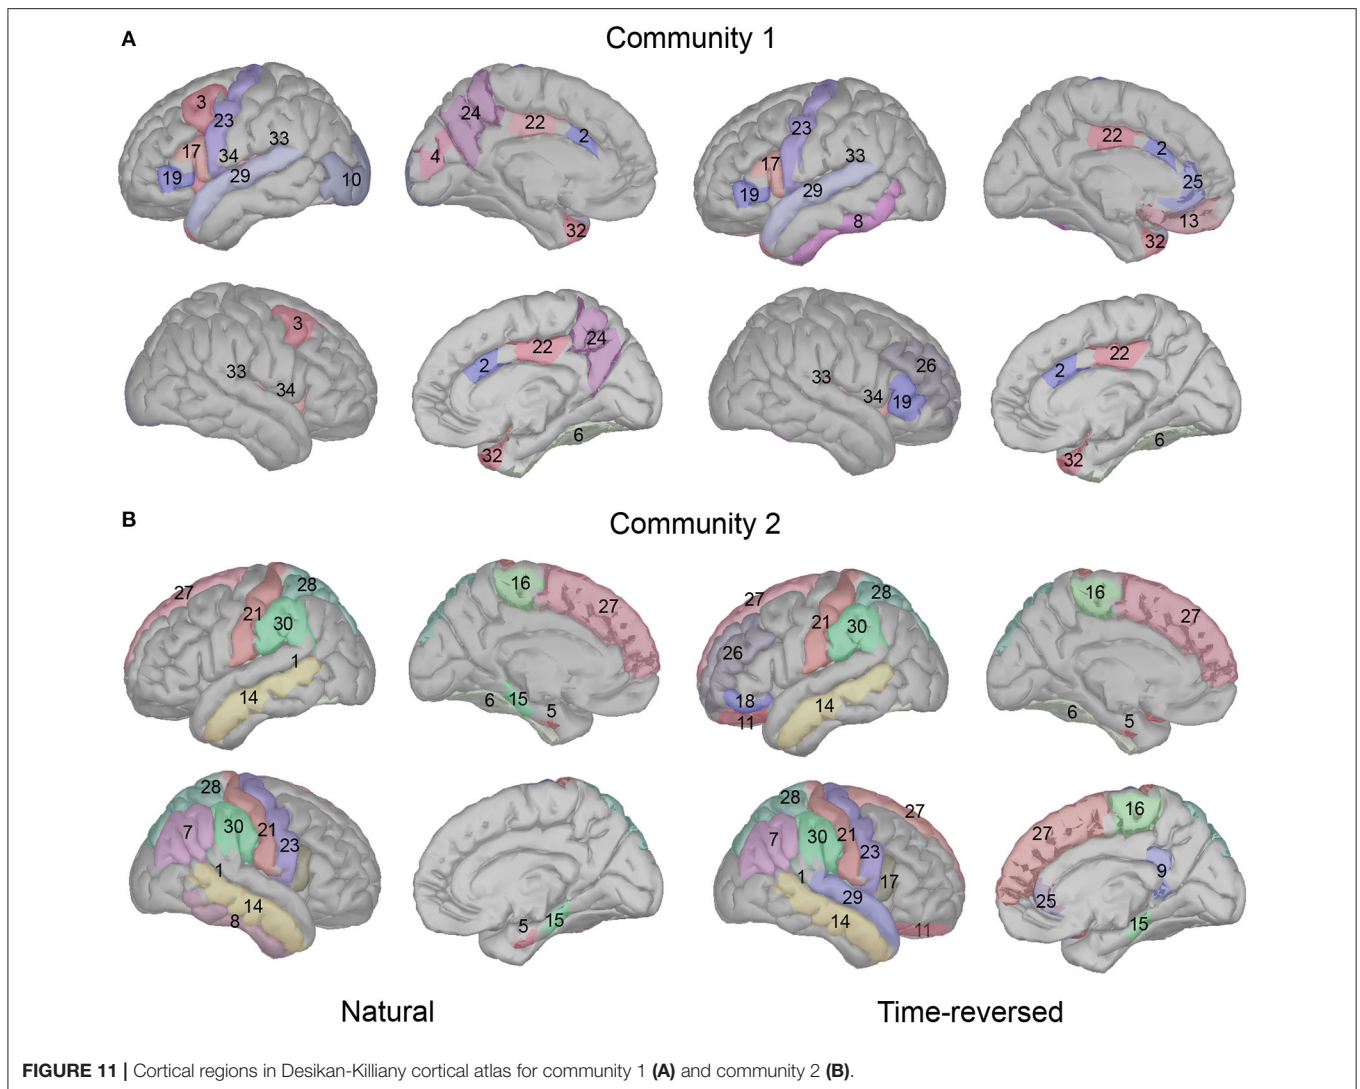 A
Community 1
3 23 33 17 34 19 29 10
24 22 2 4 32
23 33 17 19 29 8
22 2 25 13 32
3 33 34
24 22 2 6 32
26 33 34 19
22 2 6 32
B
Community 2
27 28 21 30 1 14
16 27 6 15 5
27 28 21 30 26 18 11 14
16 27 6 5
28 7 30 21 23 1 14 8
5 15
28 27 7 30 21 23 1 17 29 14 11
16 27 9 25 15
Natural
Time-reversed
FIGURE 11 | Cortical regions in Desikan-Killiany cortical atlas for community 1 (A) and community 2 (B).